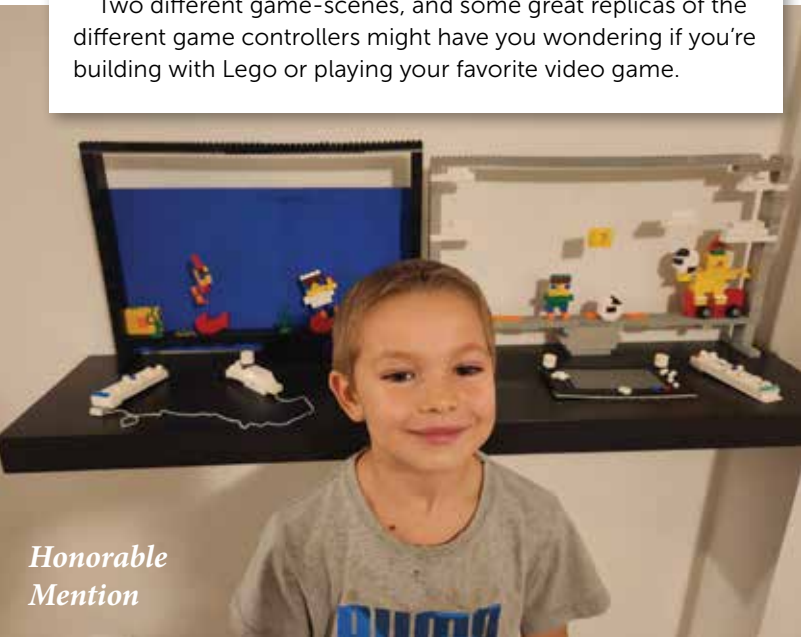 Two different game-scenes, and some great replicas of the
different game controllers might have you wondering if you’re
building with Lego or playing your favorite video game.
?
Honorable
Mention
PUMA